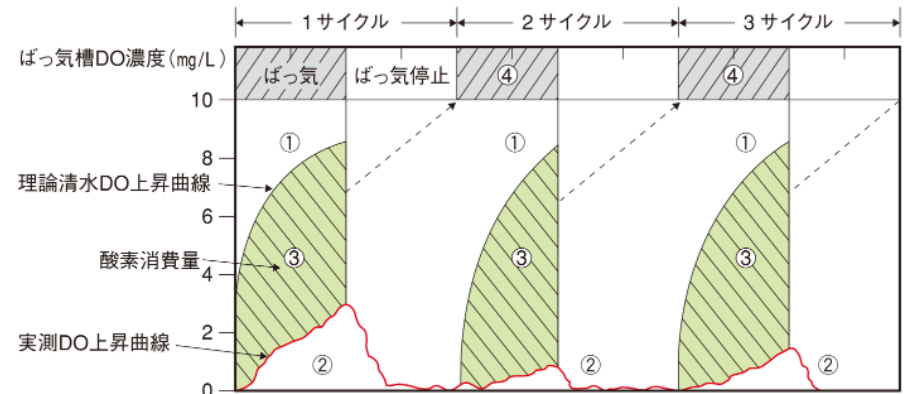 1サイクル
2サイクル
3サイクル
ばっ気槽DO濃度(mg/L)
ばっ気
ばっ気停止
④
④
10
①
①
①
8
理論清水DO上昇曲線
6
酸素消費量
③
③
③
4
2
実測DO上昇曲線
②
②
②
0